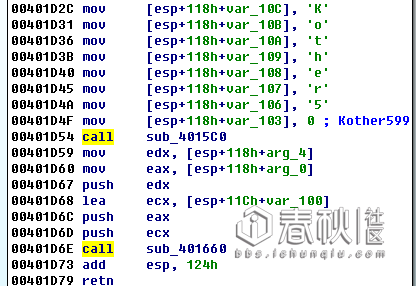 00401D2C mov [esp+118h+var_10C], 'K'
00401D31 mov [esp+118h+var_10B], 'o'
00401D36 mov [esp+118h+var_10A], 't'
00401D3B mov [esp+118h+var_109], 'h'
00401D40 mov [esp+118h+var_108], 'e'
00401D45 mov [esp+118h+var_107], 'r'
00401D4A mov [esp+118h+var_106], '5'
00401D4F mov [esp+118h+var_103], 0 ; Kother599
00401D54 call sub_4015C0
00401D59 mov edx, [esp+118h+arg_4]
00401D60 mov eax, [esp+118h+arg_0]
00401D67 push edx
00401D68 lea ecx, [esp+11Ch+var_100]
00401D6C push eax
00401D6D push ecx
00401D6E call sub_401660
00401D73 add esp, 124h
00401D79 retn
春秋社区
bbs.ichunqiu.com